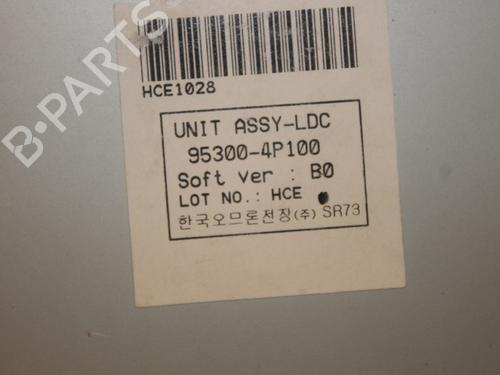 HCE1028
UNIT ASSY-LDC
95300-4P100
Soft ver : B0
LOT NO.: HCE
한국오므론전장(주) SR73
B-PARTS